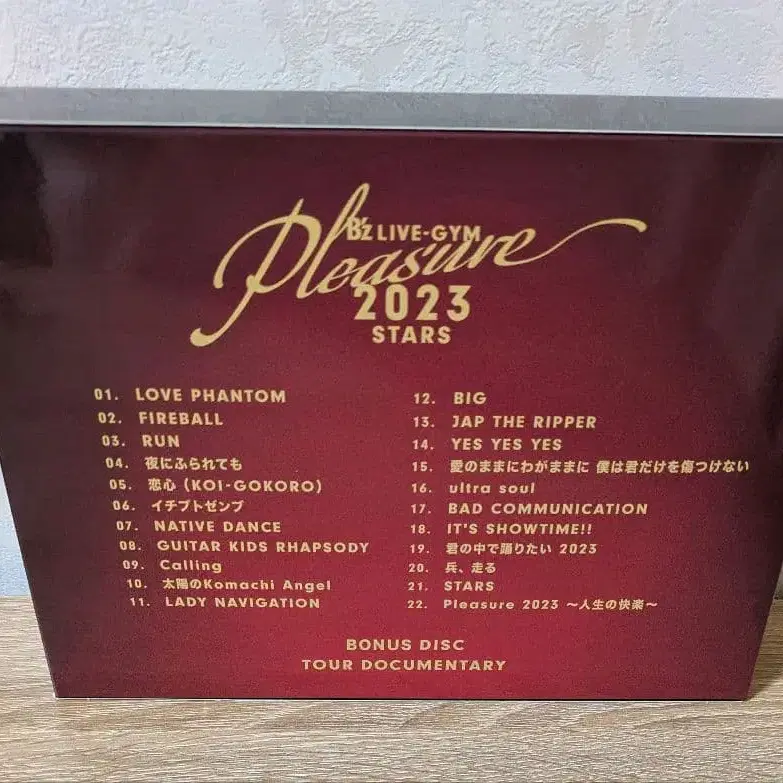 B'z LIVE-GYM
Pleasure
2023
STARS
01. LOVE PHANTOM
02. FIREBALL
03. RUN
04. 夜にふられても
05. 恋心 (KOI-GOKORO)
06. イチブトゼンブ
07. NATIVE DANCE
08. GUITAR KIDS RHAPSODY
09. Calling
10. 太陽のKomachi Angel
11. LADY NAVIGATION
12. BIG
13. JAP THE RIPPER
14. YES YES YES
15. 愛のままにわがままに 僕は君だけを傷つけない
16. ultra soul
17. BAD COMMUNICATION
18. IT'S SHOWTIME!!
19. 君の中で踊りたい 2023
20. 兵、走る
21. STARS
22. Pleasure 2023 ～人生の快楽～
BONUS DISC
TOUR DOCUMENTARY